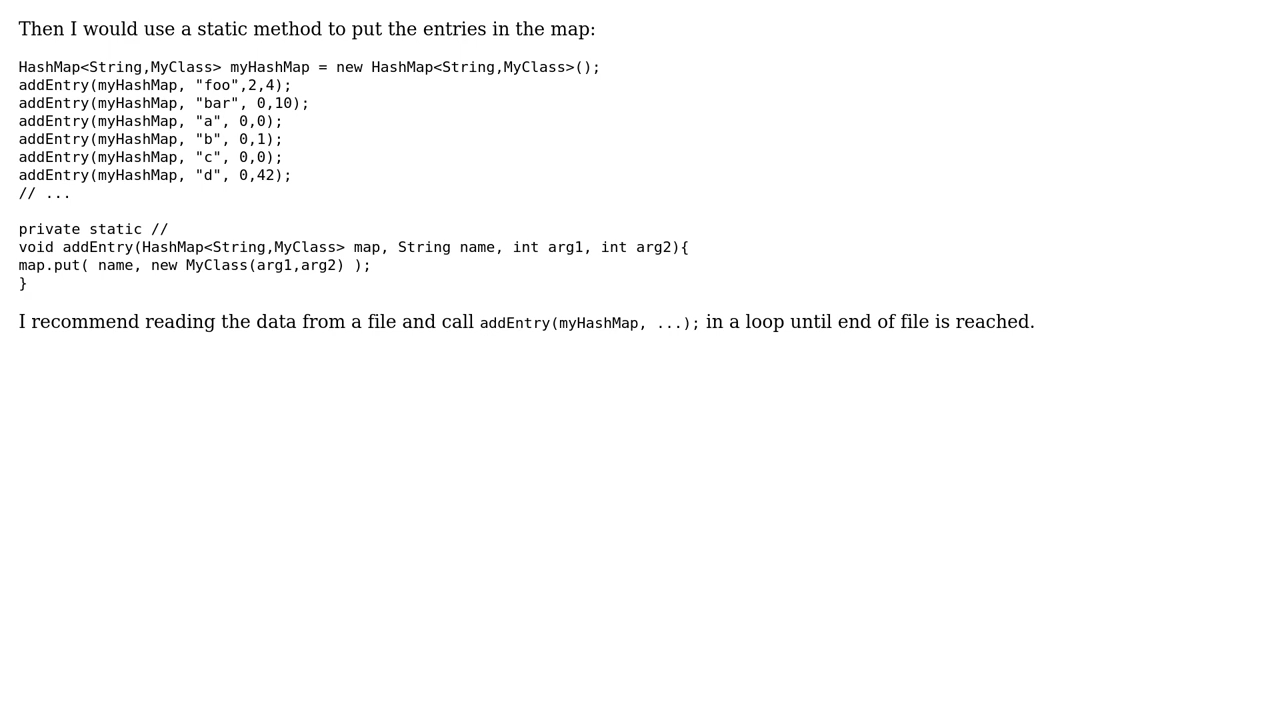 Then I would use a static method to put the entries in the map:
HashMap<String,MyClass> myHashMap = new HashMap<String,MyClass>();
addEntry(myHashMap, "foo",2,4);
addEntry(myHashMap, "bar", 0,10);
addEntry(myHashMap, "a", 0,0);
addEntry(myHashMap, "b", 0,1);
addEntry(myHashMap, "c", 0,0);
addEntry(myHashMap, "d", 0,42);
// ...
private static //
void addEntry(HashMap<String,MyClass> map, String name, int arg1, int arg2){
map.put( name, new MyClass(arg1,arg2) );
}
I recommend reading the data from a file and call addEntry(myHashMap, ...); in a loop until end of file is reached.